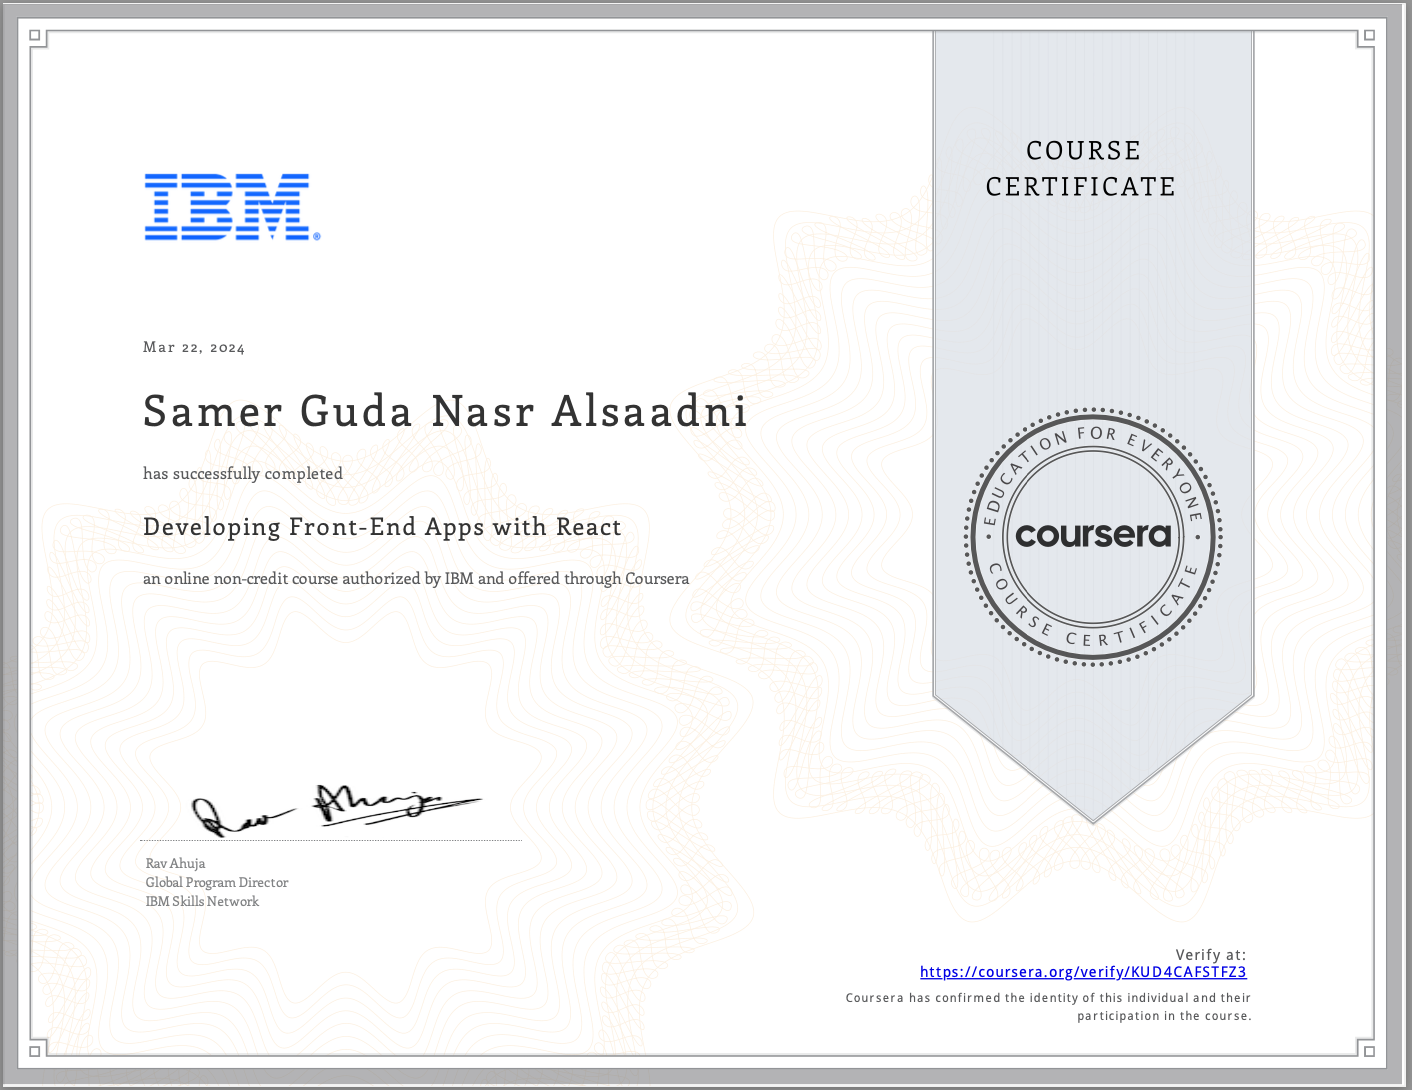 COURSE
CERTIFICATE
IBM®
Mar 22, 2024
Samer Guda Nasr Alsaadni
has successfully completed
Developing Front-End Apps with React
an online non-credit course authorized by IBM and offered through Coursera
EDUCATION FOR EVERYONE
coursera
COURSE CERTIFICATE
Rav Ahuja
Rav Ahuja
Global Program Director
IBM Skills Network
Verify at:
https://coursera.org/verify/KUD4CAFSTFZ3
Coursera has confirmed the identity of this individual and their
participation in the course.